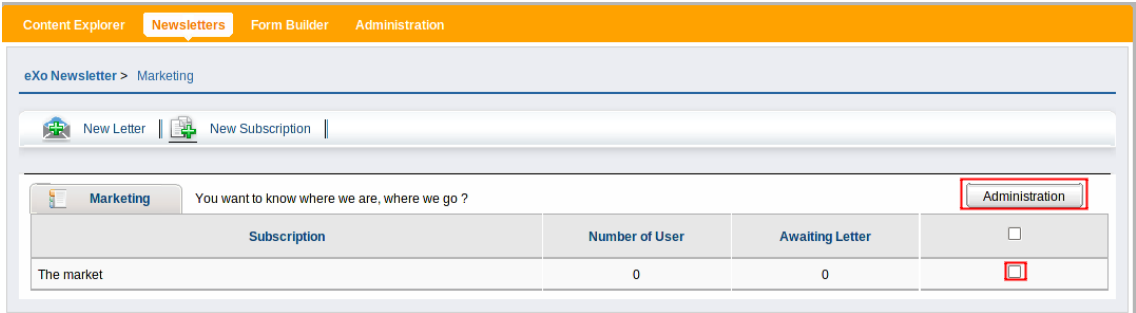 Content Explorer Newsletters Form Builder Administration
eXo Newsletter > Marketing
New Letter New Subscription
Marketing You want to know where we are, where we go ? Administration
Subscription Number of User Awaiting Letter
The market 0 0